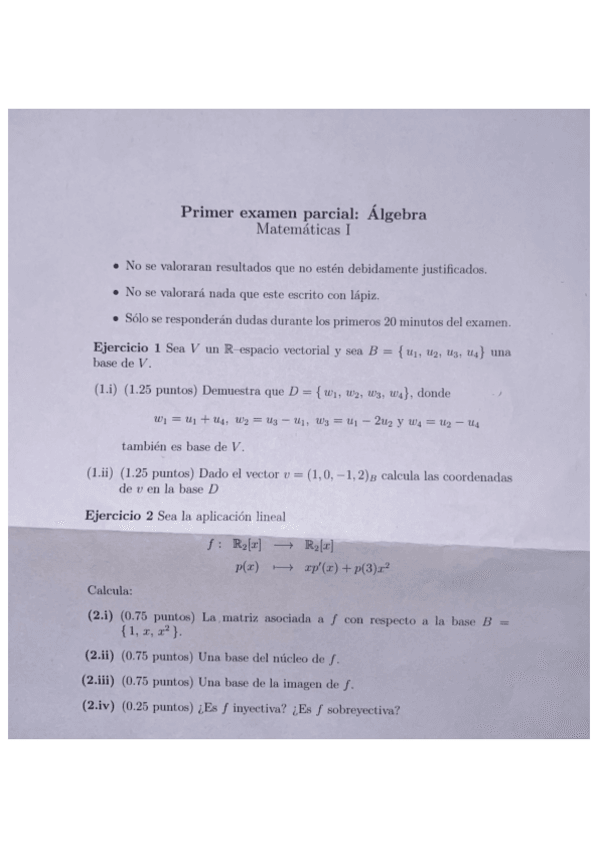 Primer examen parcial: Álgebra
Matemáticas I
• No se valoraran resultados que no estén debidamente justificados.
• No se valorará nada que este escrito con lápiz.
• Sólo se responderán dudas durante los primeros 20 minutos del examen.
Ejercicio 1 Sea V un ℝ–espacio vectorial y sea B = { u₁, u₂, u₃, u₄} una
base de V.
(1.i) (1.25 puntos) Demuestra que D = { w₁, w₂, w₃, w₄}, donde
w₁ = u₁ + u₄, w₂ = u₃ − u₁, w₃ = u₁ − 2u₂ y w₄ = u₂ − u₄
también es base de V.
(1.ii) (1.25 puntos) Dado el vector v = (1, 0, −1, 2)_B calcula las coordenadas
de v en la base D
Ejercicio 2 Sea la aplicación lineal
f : ℝ₂[x] ⟶ ℝ₂[x]
p(x) ⟼ xp′(x) + p(3)x²
Calcula:
(2.i) (0.75 puntos) La matriz asociada a f con respecto a la base B =
{ 1, x, x² }.
(2.ii) (0.75 puntos) Una base del núcleo de f.
(2.iii) (0.75 puntos) Una base de la imagen de f.
(2.iv) (0.25 puntos) ¿Es f inyectiva? ¿Es f sobreyectiva?